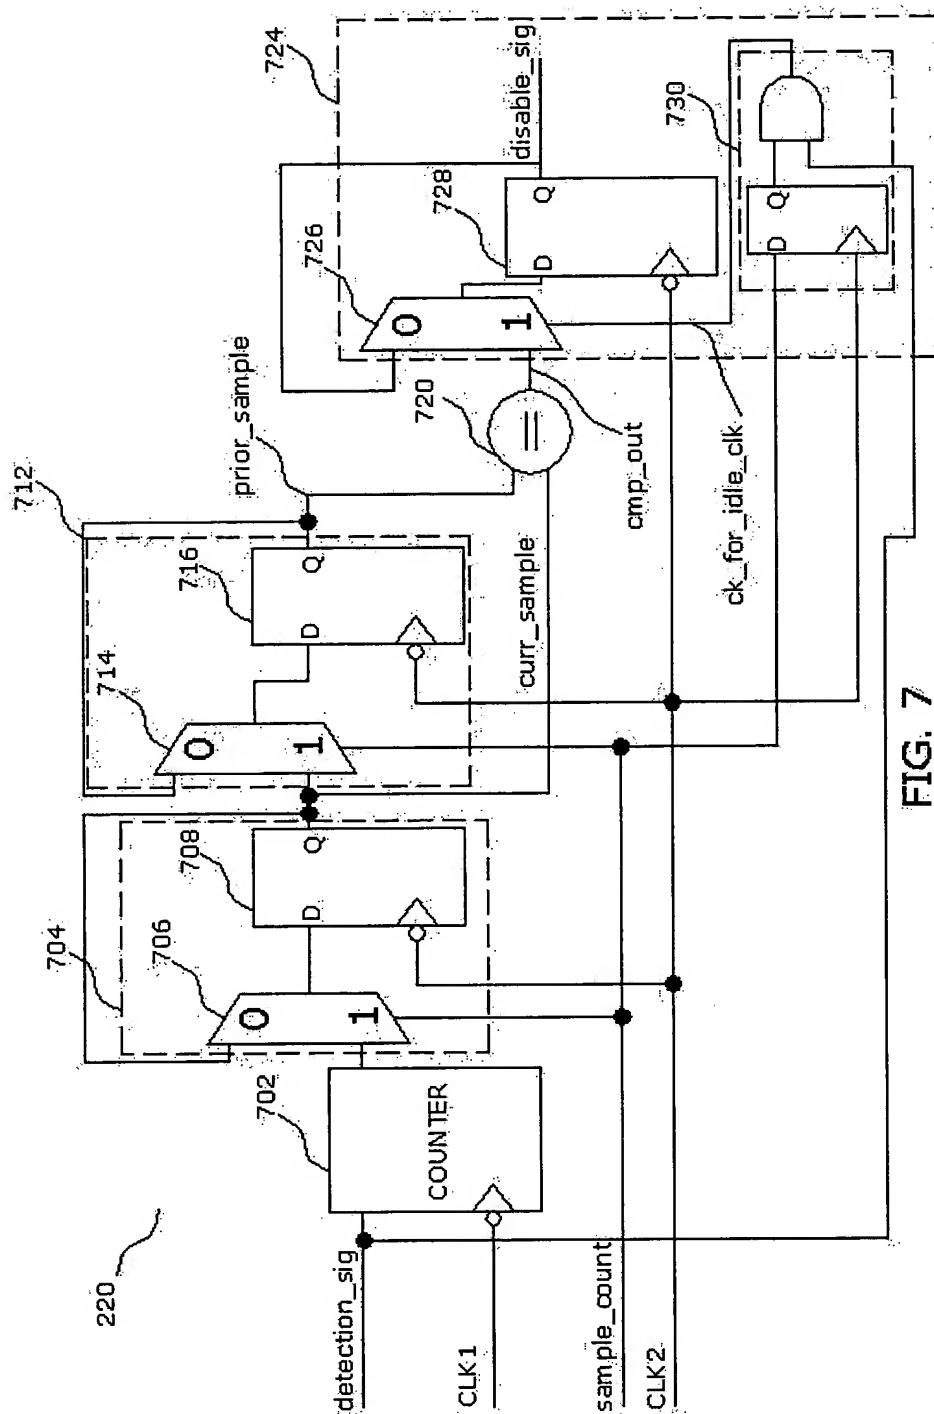 220
detection_sig
CLK1
sample_count
CLK2
702
COUNTER
704
706
0
1
708
D
Q
712
714
0
1
716
D
Q
prior_sample
curr_sample
720
=
cmp_out
ck_for_idle_clk
724
726
0
1
728
D
Q
disable_sig
730
D
Q
FIG. 7